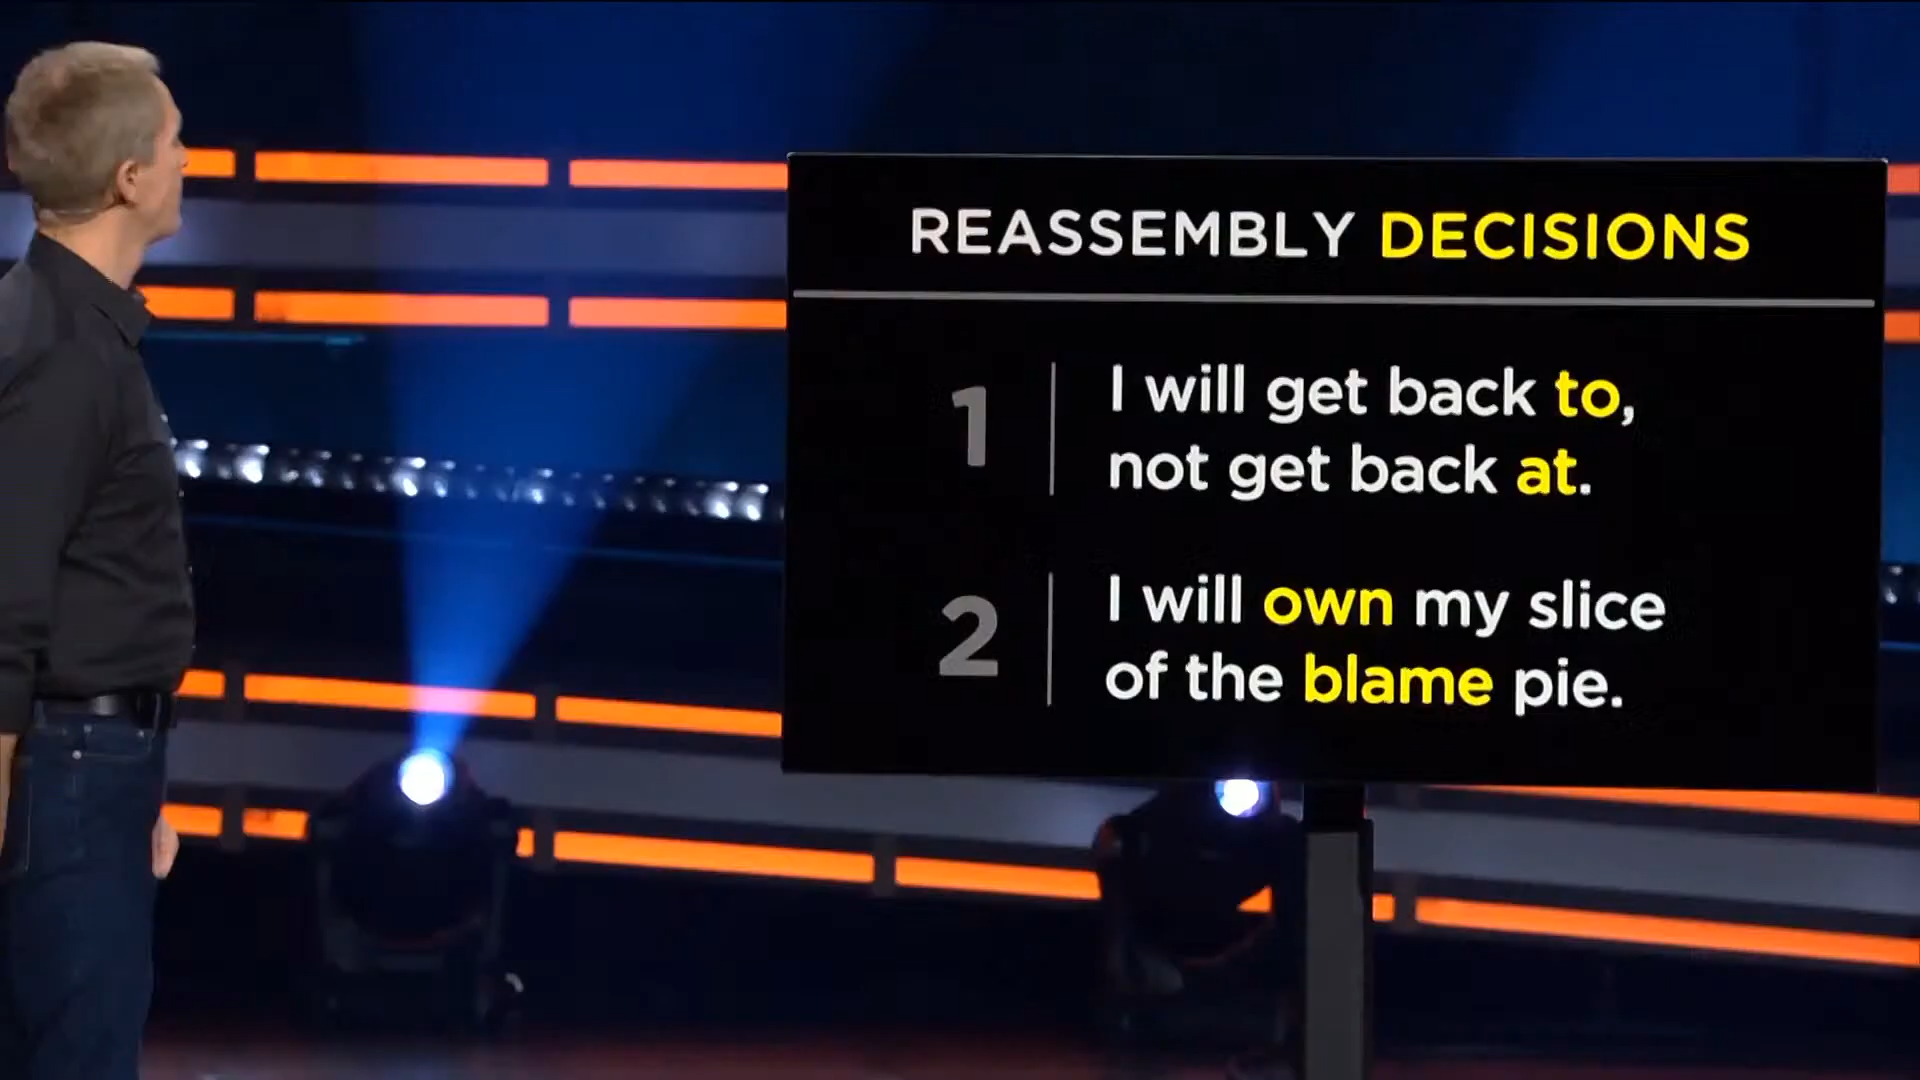 REASSEMBLY DECISIONS
1
I will get back to,
not get back at.
2
I will own my slice
of the blame pie.